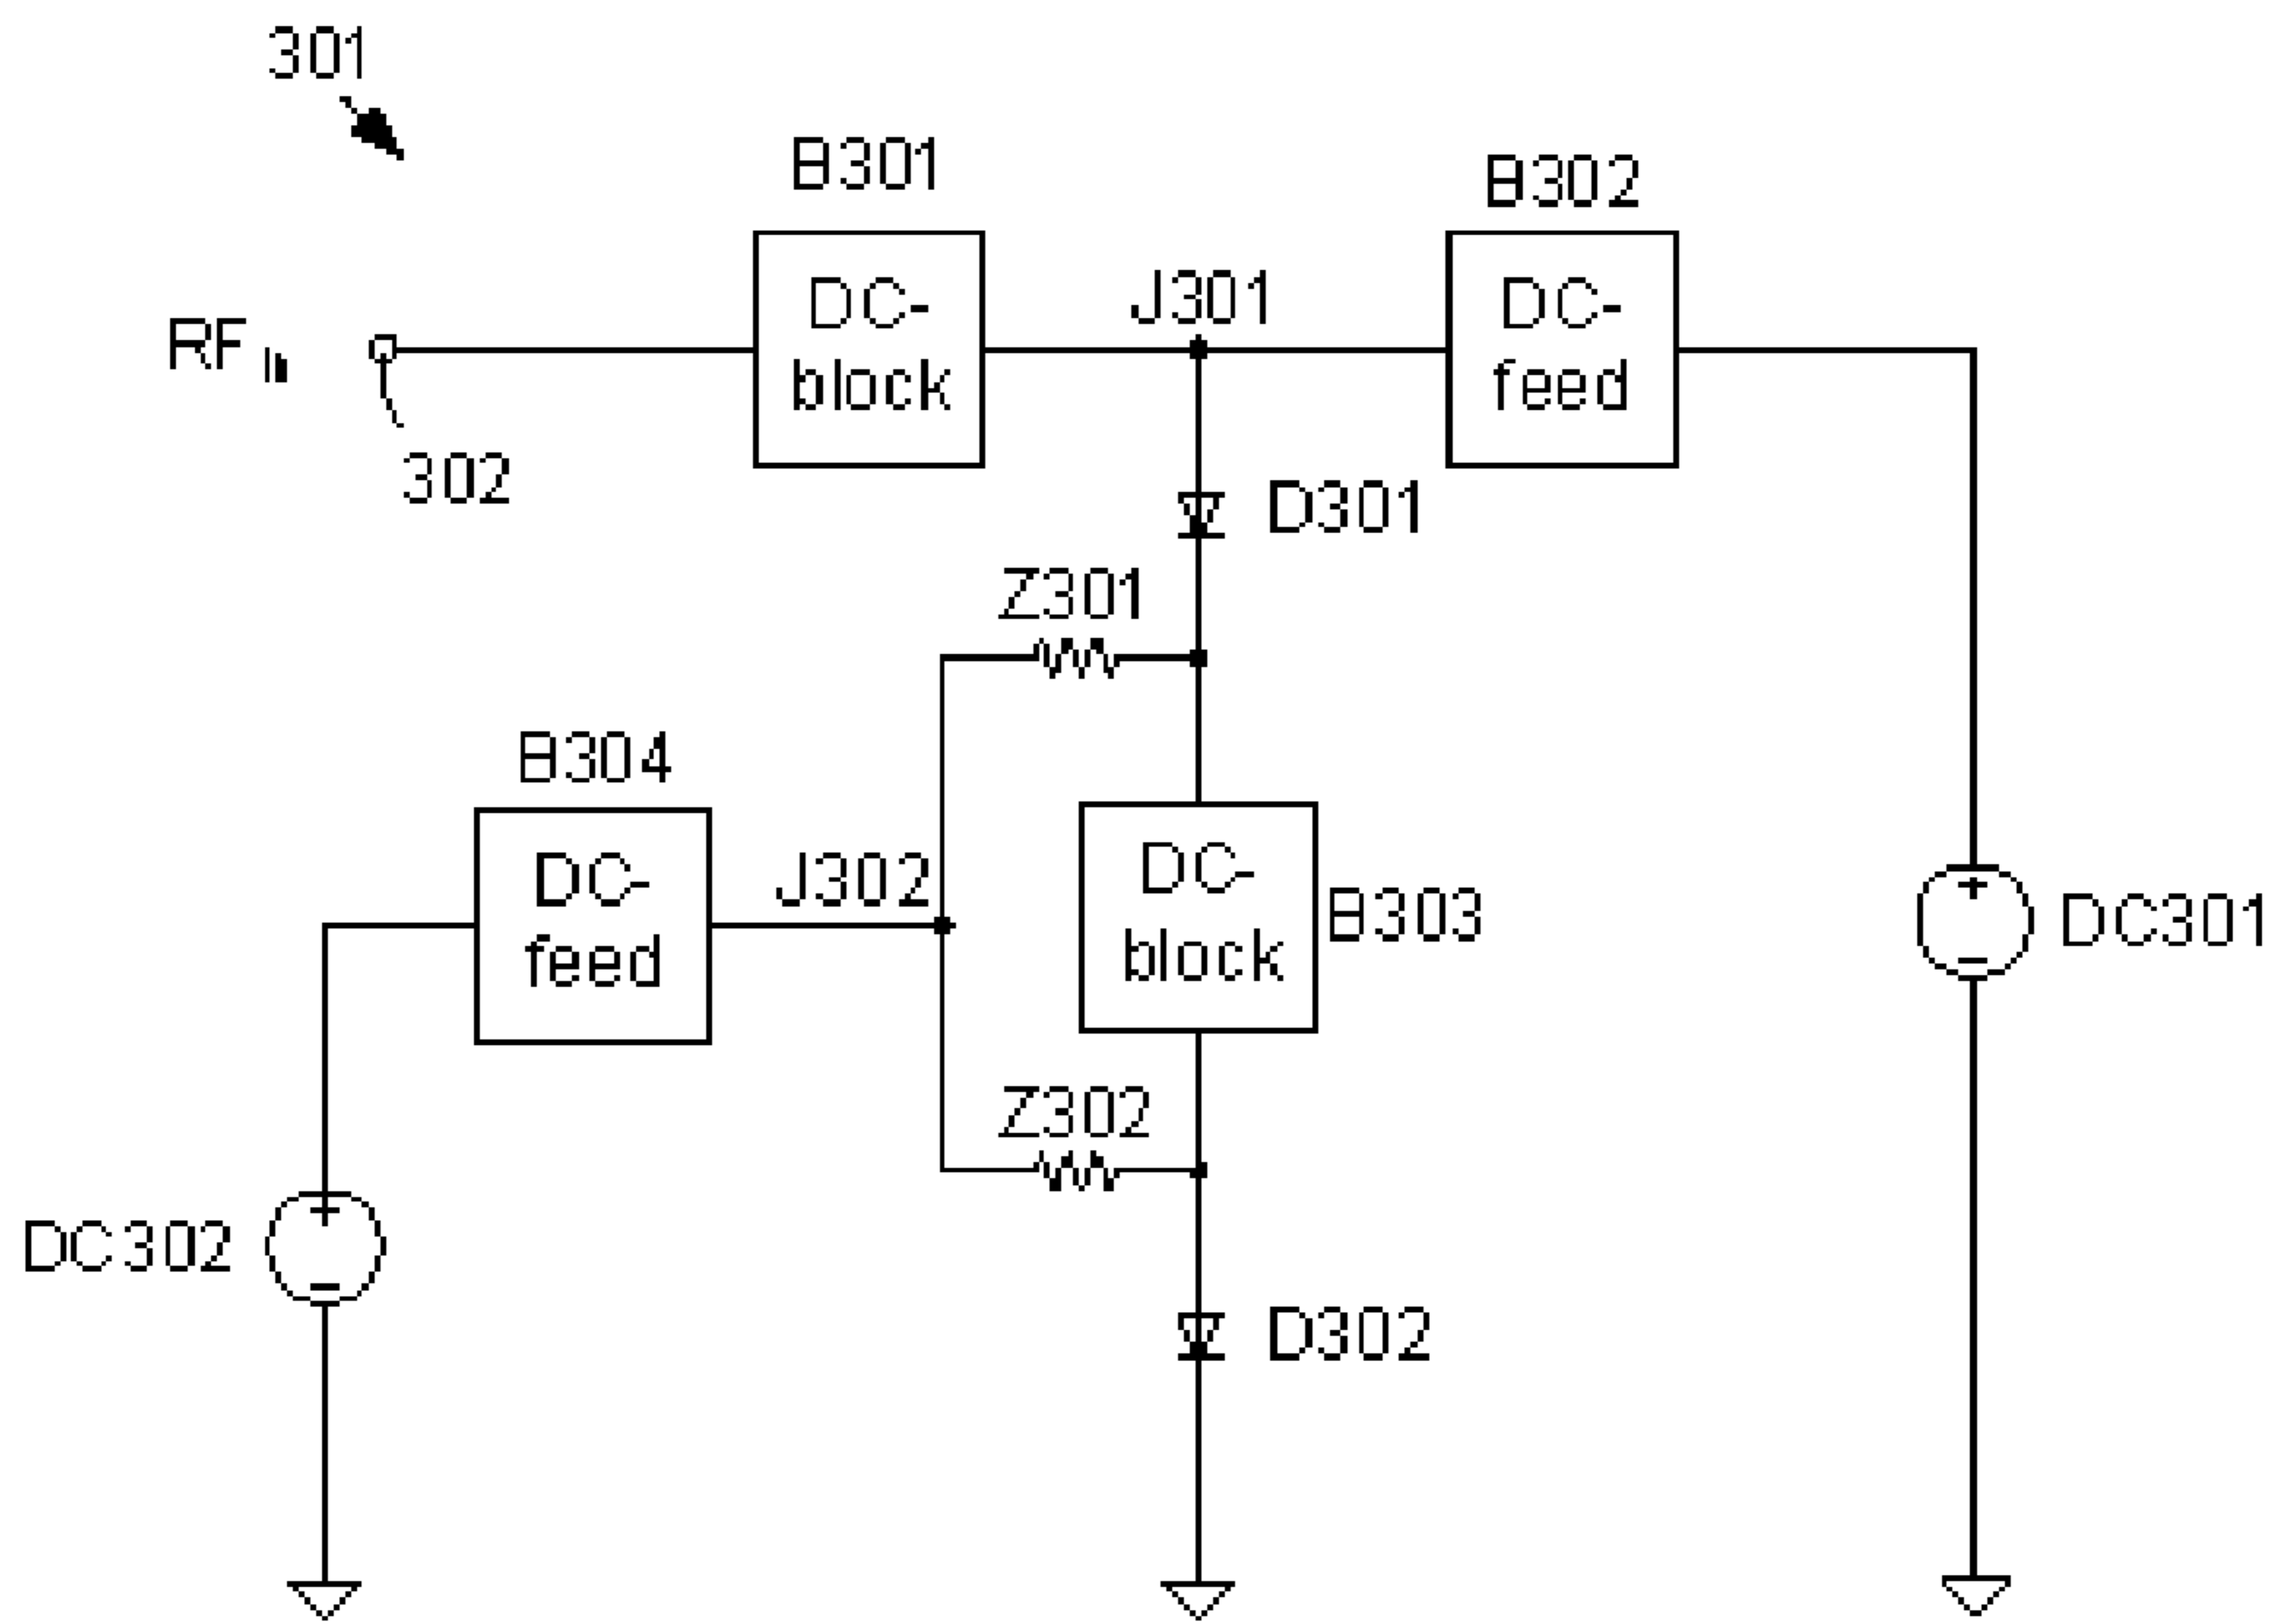 301
B301
B302
DC-
block
J301
DC-
feed
RF
302
D301
Z301
B304
DC-
feed
J302
DC-
block
B303
+
-
DC301
Z302
DC302
+
-
D302